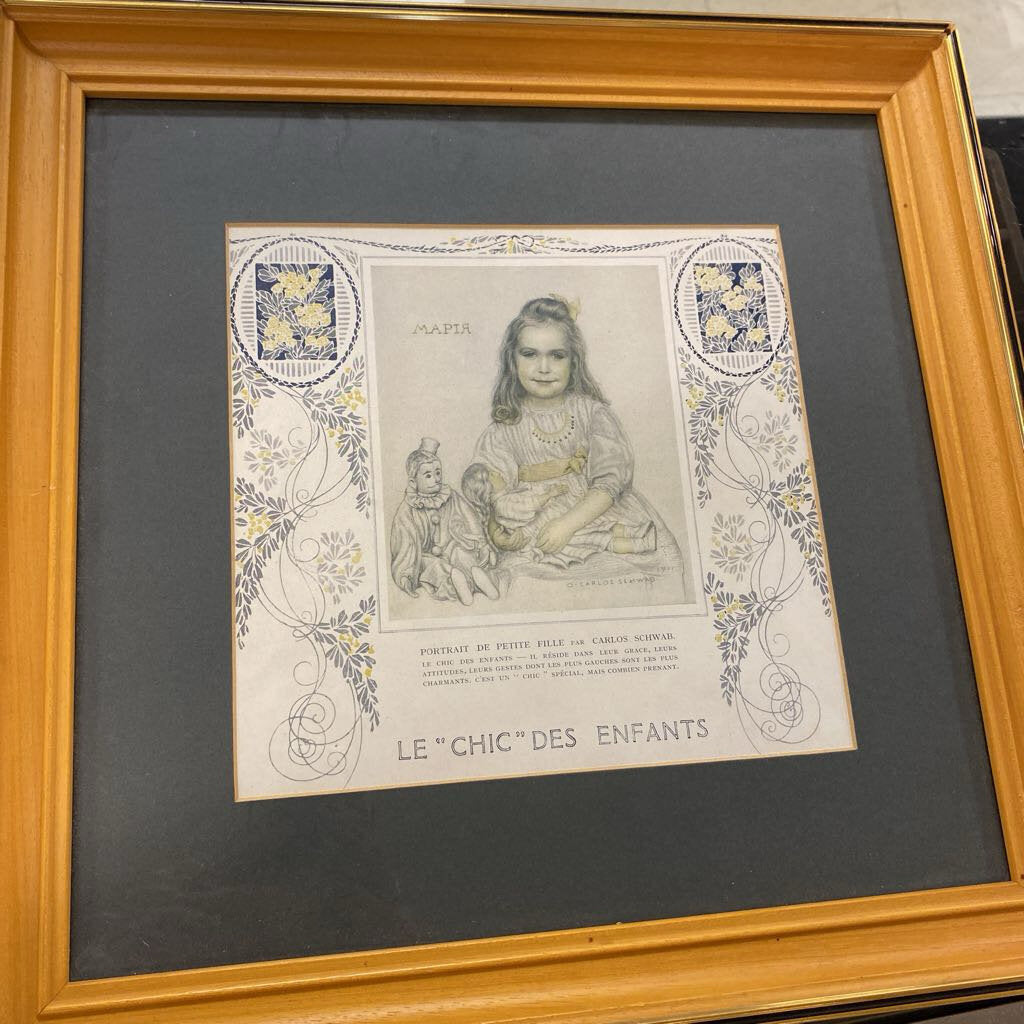 МАРІЯ
1911
CARLOS SCHWAB
PORTRAIT DE PETITE FILLE PAR CARLOS SCHWAB.
LE CHIC DES ENFANTS — IL RÉSIDE DANS LEUR GRACE, LEURS
ATTITUDES, LEURS GESTES DONT LES PLUS GAUCHES SONT LES PLUS
CHARMANTS. C'EST UN "CHIC" SPÉCIAL, MAIS COMBIEN PRENANT.
LE "CHIC" DES ENFANTS